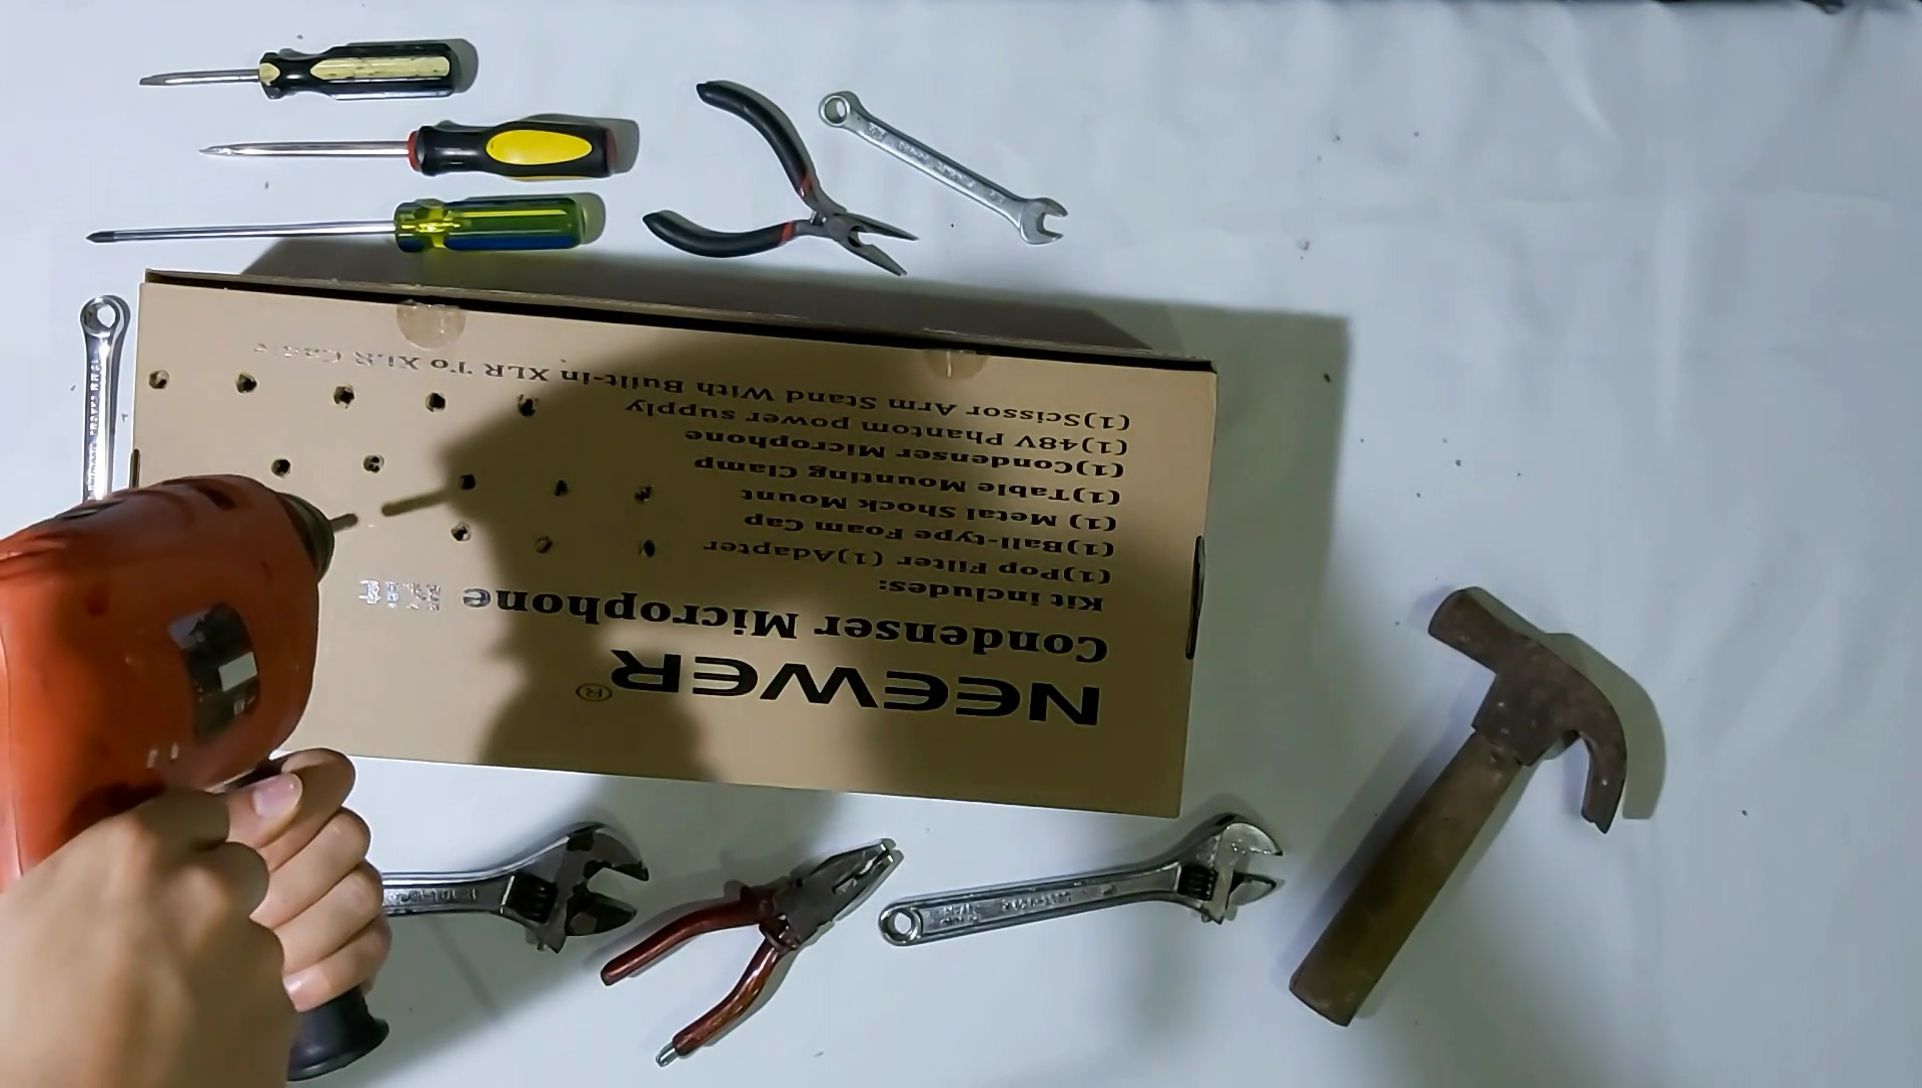 NEEWER®
Condenser Microphone KIT
Kit includes:
(1)Pop Filter (1)Adapter
(1)Ball-type Foam Cap
(1) Metal Shock Mount
(1)Table Mounting Clamp
(1)Condenser Microphone
(1)48V Phantom power supply
(1)Scissor Arm Stand With Built-in XLR To XLR Cable